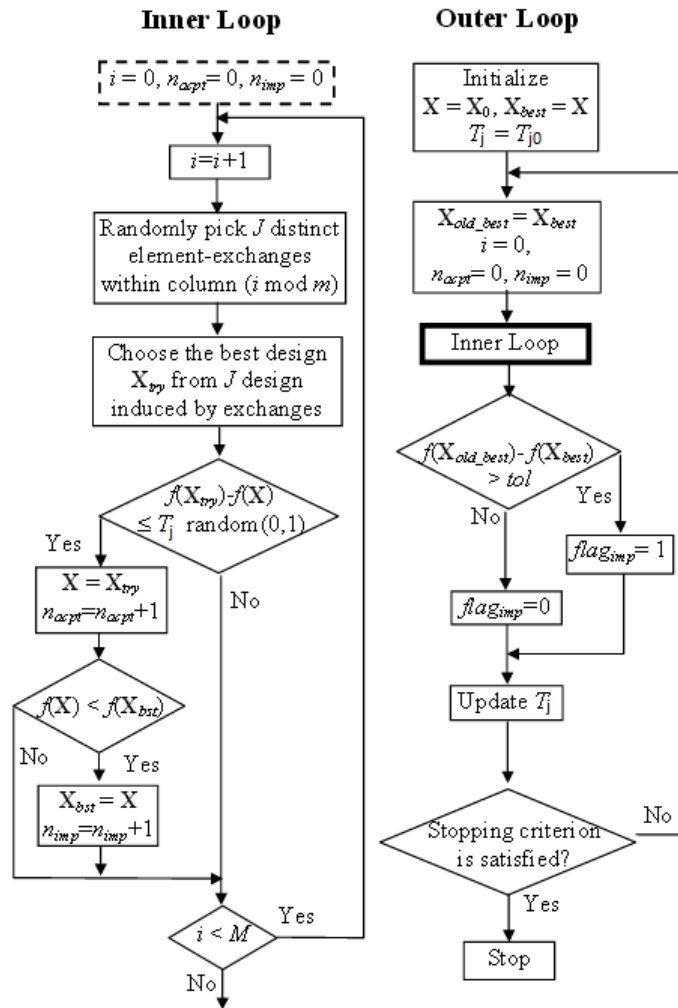 Inner Loop
i = 0, n_acpt= 0, n_imp = 0
i=i+1
Randomly pick J distinct
element-exchanges
within column (i mod m)
Choose the best design
X_try from J design
induced by exchanges
f(X_try)-f(X)
≤ T_j random(0,1)
Yes
No
X = X_try
n_acpt=n_acpt+1
f(X) < f(X_bst)
No
Yes
X_bst = X
n_imp=n_imp+1
i < M
Yes
No
Outer Loop
Initialize
X = X_0, X_best = X
T_j = T_j0
X_old_best = X_best
i = 0,
n_acpt= 0, n_imp = 0
Inner Loop
f(X_old_best)-f(X_best)
> tol
Yes
No
flag_imp= 1
flag_imp=0
Update T_j
Stopping criterion
is satisfied?
No
Yes
Stop